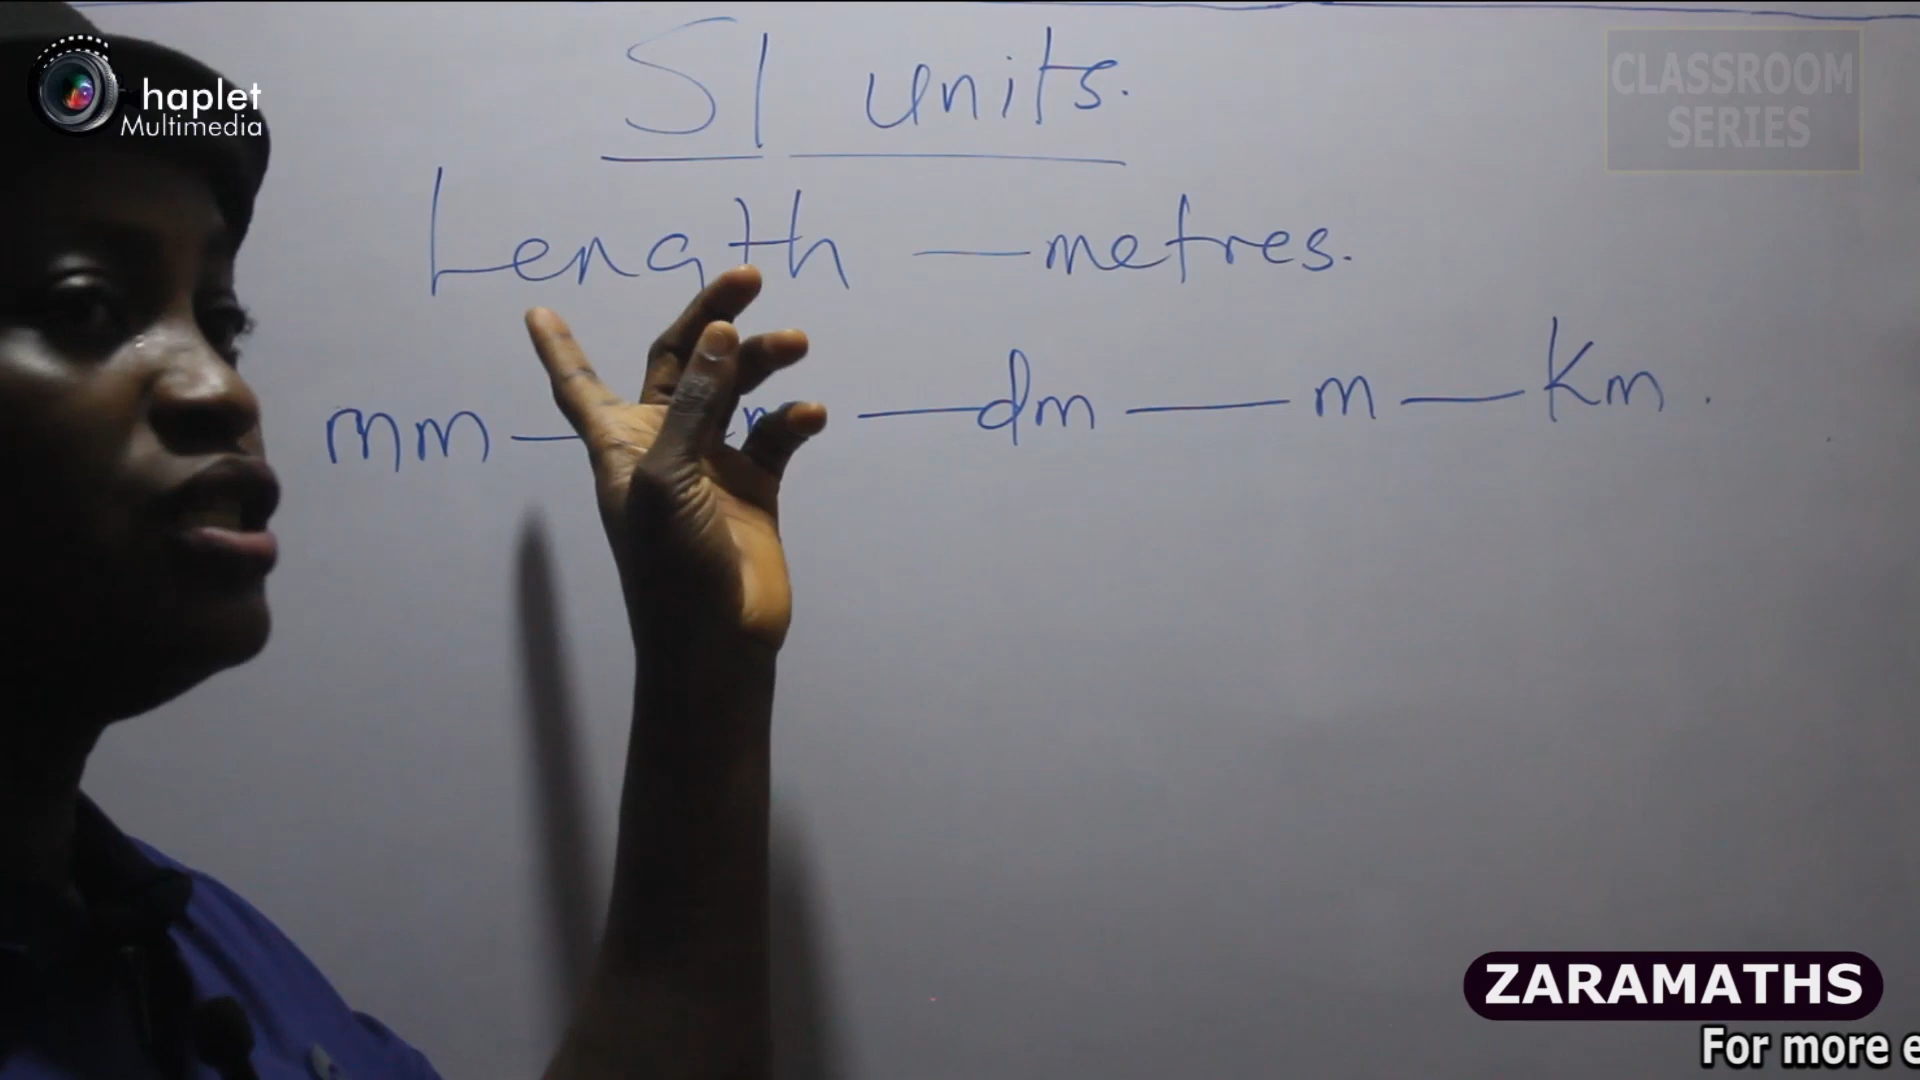 haplet
Multimedia
CLASSROOM
SERIES
SI units.
Length — metres.
mm — — dm — m — Km.
ZARAMATHS
For more e